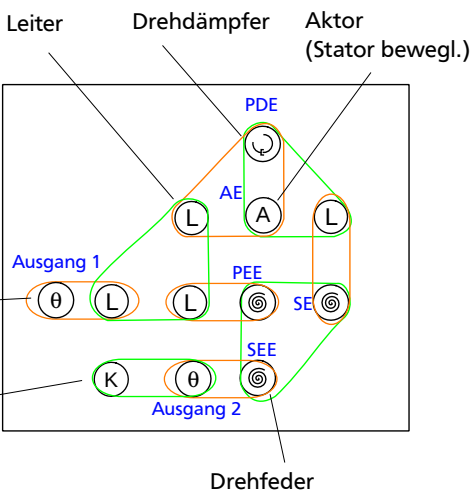 Leiter
Drehdämpfer
Aktor
(Stator bewegl.)
PDE
AE
A
L
L
Ausgang 1
PEE
θ
L
L
SE
SEE
K
θ
Ausgang 2
Drehfeder